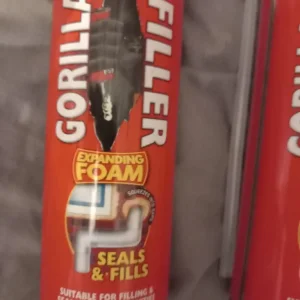 GORILLA
FILLER
EXPANDING
FOAM
SEALS
& FILLS
SUITABLE FOR FILLING &